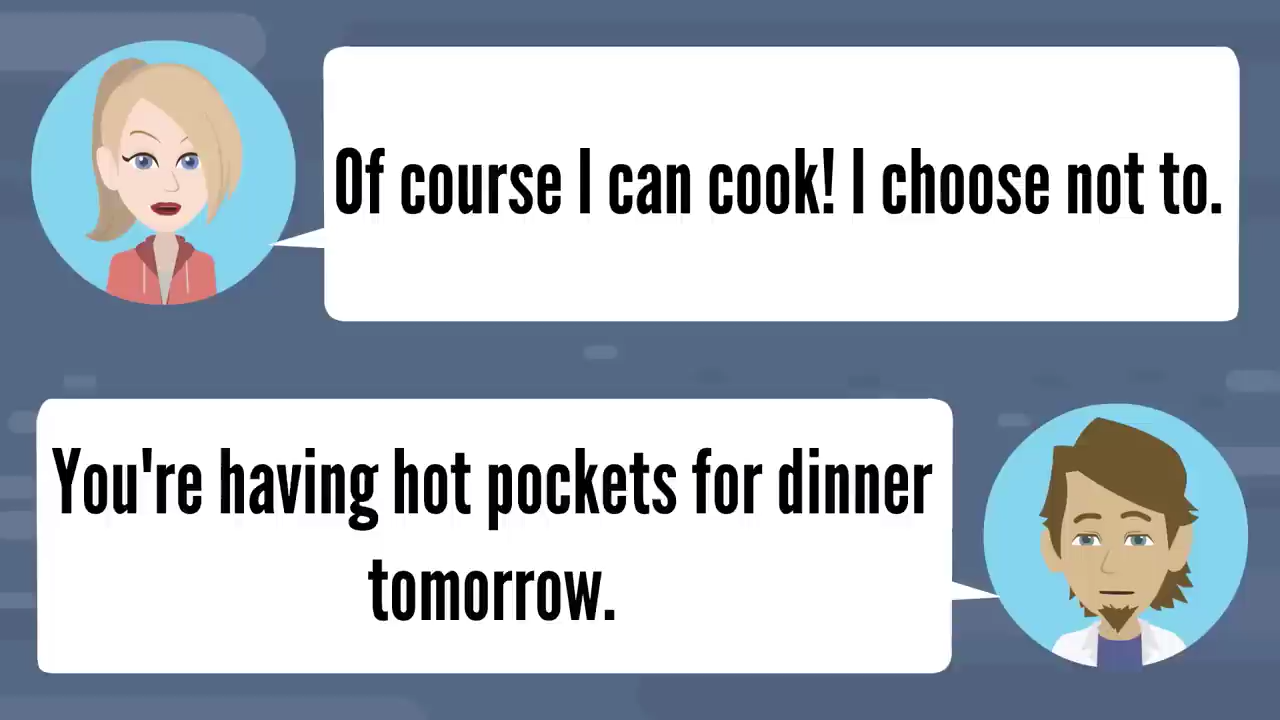 Of course I can cook! I choose not to.
You're having hot pockets for dinner
tomorrow.